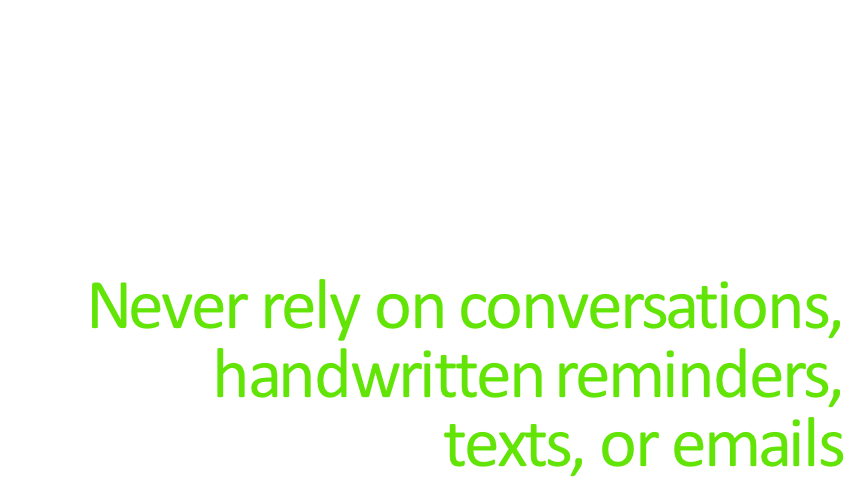 Never rely on conversations,
handwritten reminders,
texts, or emails